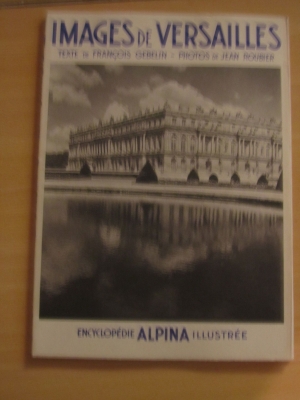 IMAGES DE VERSAILLES
TEXTE DE FRANÇOIS GEBELIN - PHOTOS DE JEAN ROUBIER
ENCYCLOPÉDIE ALPINA ILLUSTRÉE